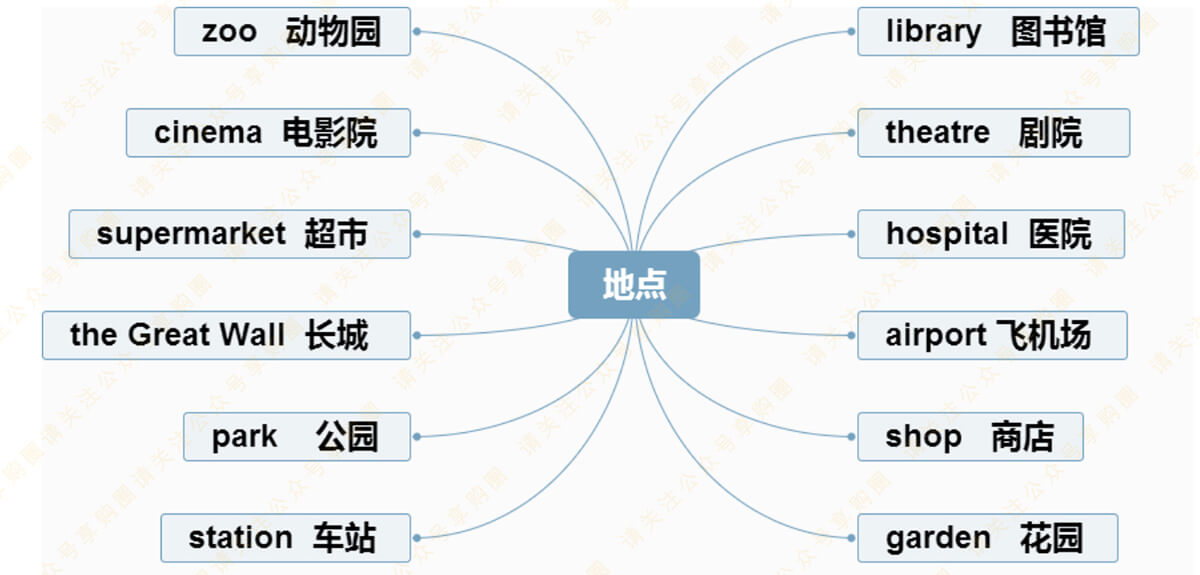 zoo 动物园
cinema 电影院
supermarket 超市
the Great Wall 长城
park 公园
station 车站
地点
library 图书馆
theatre 剧院
hospital 医院
airport 飞机场
shop 商店
garden 花园
请关注公众号享购圈